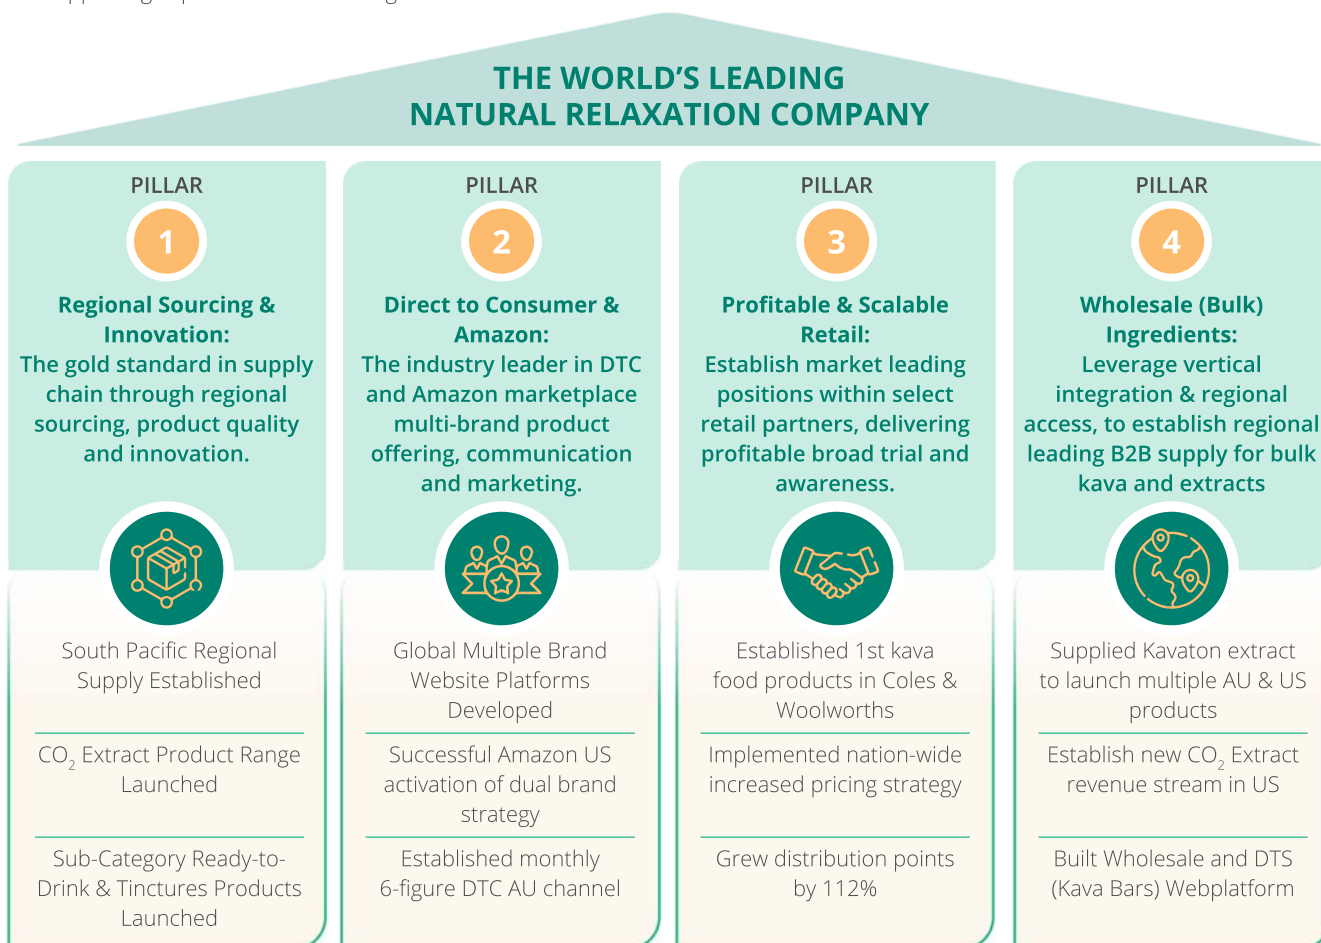 THE WORLD’S LEADING
NATURAL RELAXATION COMPANY
PILLAR
1
Regional Sourcing &
Innovation:
The gold standard in supply
chain through regional
sourcing, product quality
and innovation.
South Pacific Regional
Supply Established
CO₂ Extract Product Range
Launched
Sub-Category Ready-to-
Drink & Tinctures Products
Launched
PILLAR
2
Direct to Consumer &
Amazon:
The industry leader in DTC
and Amazon marketplace
multi-brand product
offering, communication
and marketing.
Global Multiple Brand
Website Platforms
Developed
Successful Amazon US
activation of dual brand
strategy
Established monthly
6-figure DTC AU channel
PILLAR
3
Profitable & Scalable
Retail:
Establish market leading
positions within select
retail partners, delivering
profitable broad trial and
awareness.
Established 1st kava
food products in Coles &
Woolworths
Implemented nation-wide
increased pricing strategy
Grew distribution points
by 112%
PILLAR
4
Wholesale (Bulk)
Ingredients:
Leverage vertical
integration & regional
access, to establish regional
leading B2B supply for bulk
kava and extracts
Supplied Kavaton extract
to launch multiple AU & US
products
Establish new CO₂ Extract
revenue stream in US
Built Wholesale and DTS
(Kava Bars) Webplatform